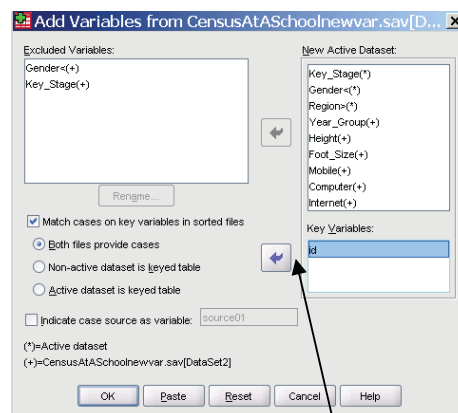 Add Variables from CensusAtASchoolnewvar.sav[D...
Excluded Variables:
Gender<(+)
Key_Stage(+)
New Active Dataset:
Key_Stage(*)
Gender<(*)
Region>(*)
Year_Group(+)
Height(+)
Foot_Size(+)
Mobile(+)
Computer(+)
Internet(+)
Rename...
Match cases on key variables in sorted files
Both files provide cases
Non-active dataset is keyed table
Active dataset is keyed table
Key Variables:
id
Indicate case source as variable: source01
(*)=Active dataset
(+)=CensusAtASchoolnewvar.sav[DataSet2]
OK Paste Reset Cancel Help